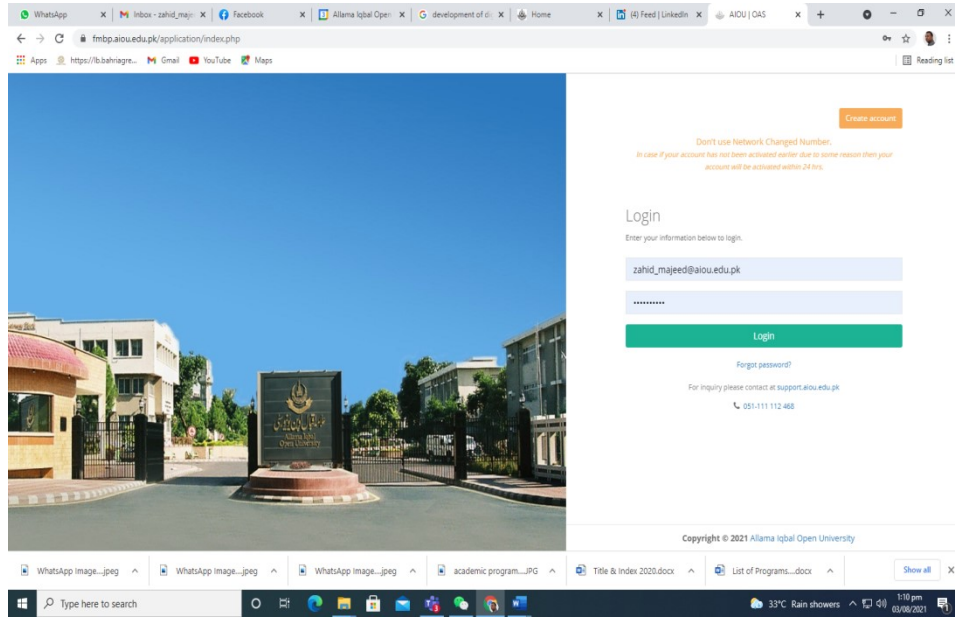 WhatsApp
Inbox - zahid_maje
Facebook
Allama Iqbal Open
development of di
Home
(4) Feed | LinkedIn
AIOU | OAS
fmbp.aiou.edu.pk/application/index.php
Apps
https://lb.bahriagre...
Gmail
YouTube
Maps
Reading list
Create account
Don't use Network Changed Number.
In case if your account has not been activated earlier due to some reason then your
account will be activated within 24 hrs.
Login
Enter your information below to login.
zahid_majeed@aiou.edu.pk
Login
Forgot password?
For inquiry please contact at support.aiou.edu.pk
051-111 112 468
Allama Iqbal
Open University
Copyright © 2021 Allama Iqbal Open University
WhatsApp Image....jpeg
WhatsApp Image....jpeg
WhatsApp Image....jpeg
academic program....JPG
Title & Index 2020.docx
List of Programs....docx
Show all
Type here to search
33°C Rain showers
1:10 pm
03/08/2021